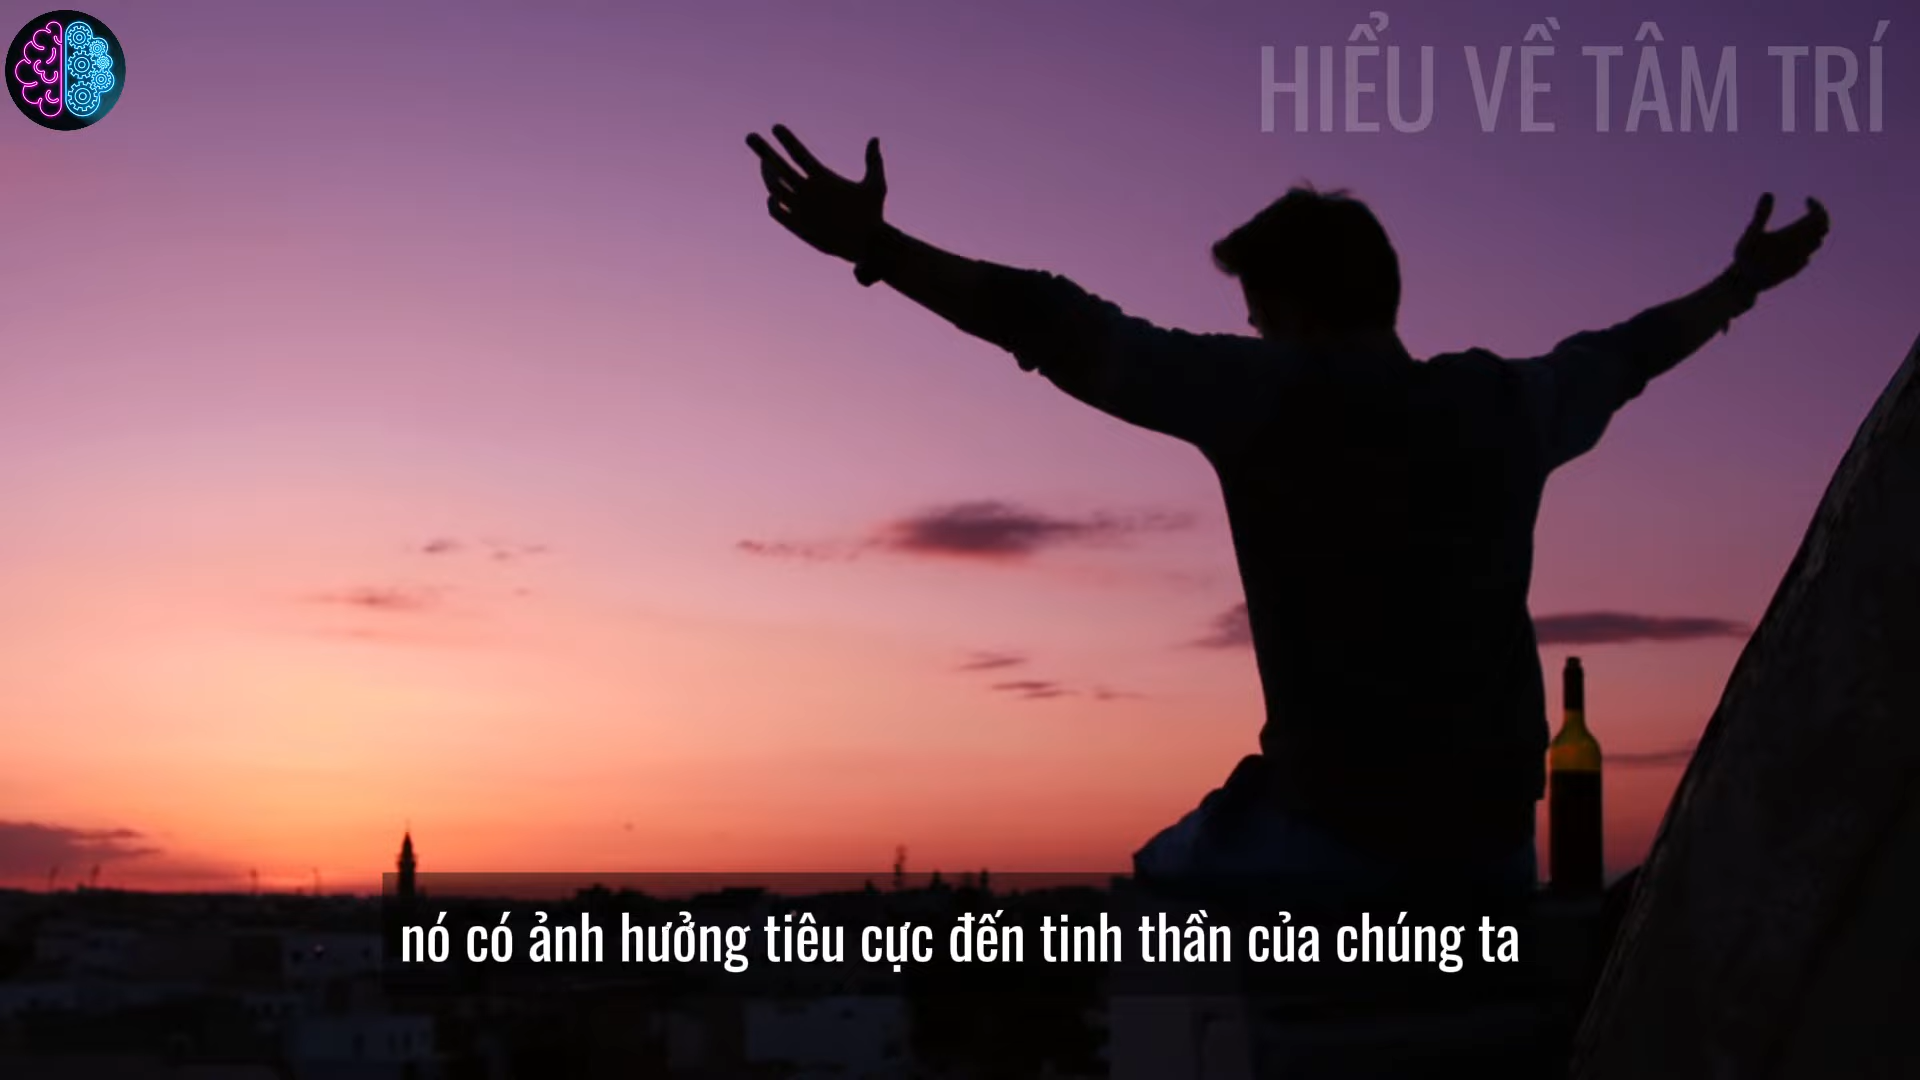 HIỂU VỀ TÂM TRÍ
nó có ảnh hưởng tiêu cực đến tinh thần của chúng ta